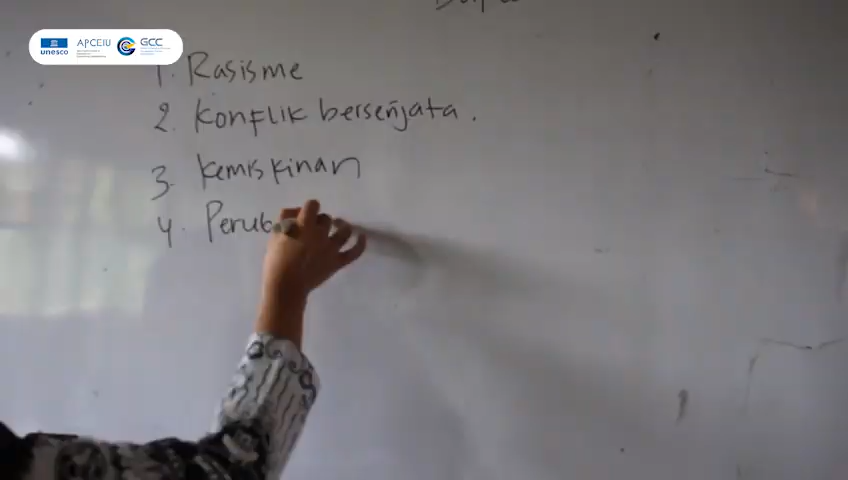 unesco
APCEIU
GCC
1. Rasisme
2. Konflik bersenjata.
3. Kemiskinan
4. Perub